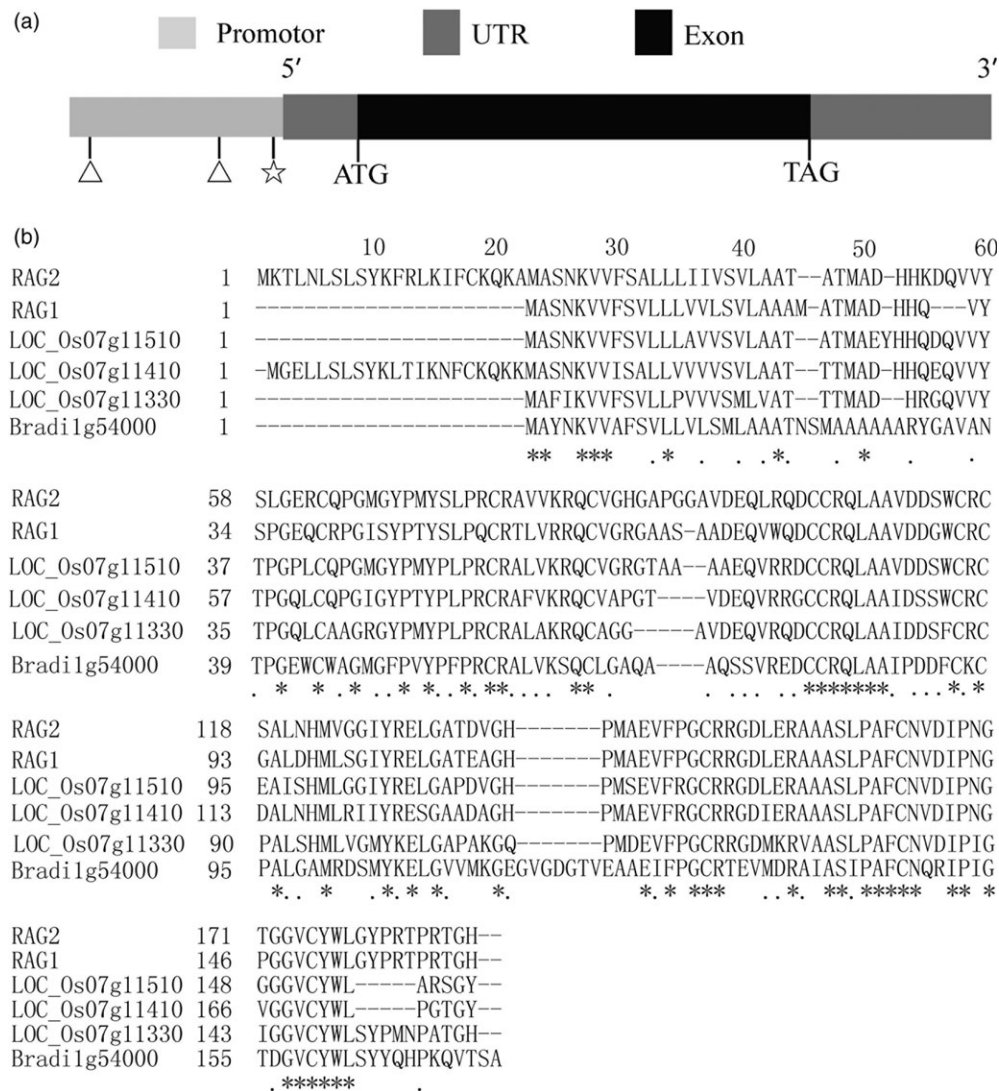 (a)
Promotor UTR Exon
5′ 3′
ATG TAG
(b)
10 20 30 40 50 60
RAG2 1 MKTLNLSLSYKFRLKIFCKQKAMASNKVVFSALLLIIVSVLAAT--ATMAD-HHKDQVVY
RAG1 1 ----------------------MASNKVVFSVLLLVVLSVLAAAM-ATMAD-HHQ---VY
LOC_Os07g11510 1 ----------------------MASNKVVFSVLLLAVVSVLAAT--ATMAEYHHQDQVVY
LOC_Os07g11410 1 -MGELLSLSYKLTIKNFCKQKKMASNKVVISALLVVVVSVLAAT--TTMAD-HHQEQVVY
LOC_Os07g11330 1 ----------------------MAFIKVVFSVLLPVVVSMLVAT--TTMAD--HRGQVVY
Bradi1g54000 1 ----------------------MAYNKVVAFSVLLVLSMLAAATNSMAAAAAARYGAVAN
** *** .* . . .*. . * . .
RAG2 58 SLGERCQPGMGYPMYSLPRCRAVVKRQCVGHGAPGGAVDEQLRQDCCRQLAAVDDSWCRC
RAG1 34 SPGEQCRPGISYPTYSLPQCRTLVRRQCVGRGAAS-AADEQVWQDCCRQLAAVDDGWCRC
LOC_Os07g11510 37 TPGPLCQPGMGYPMYPLPRCRALVKRQCVGRGTAA--AAEQVRRDCCRQLAAVDDSWCRC
LOC_Os07g11410 57 TPGQLCQPGIGYPTYPLPRCRAFVKRQCVAPGT----VDEQVRRGCCRQLAAIDSSWCRC
LOC_Os07g11330 35 TPGQLCAAGRGYPMYPLPRCRALAKRQCAGG-----AVDEQVRQDCCRQLAAIDDSFCRC
Bradi1g54000 39 TPGEWCWAGMGFPVYPFPRCRALVKSQCLGAQA----AQSSVREDCCRQLAAIPDDFCKC
. .* * .* .* .*. .* .** .... ** . . ... .*******. .. .* .*
RAG2 118 SALNHMVGGIYRELGATDVGH-------PMAEVFPGCRRGDLERAAASLPAFCNVDIPNG
RAG1 93 GALDHMLSGIYRELGATEAGH-------PMAEVFPGCRRGDLERAAASLPAFCNVDIPNG
LOC_Os07g11510 95 EAISHMLGGIYRELGAPDVGH-------PMSEVFRGCRRGDLERAAASLPAFCNVDIPNG
LOC_Os07g11410 113 DALNHMLRIIYRESGAADAGH-------PMAEVFRGCRRGDIERAAASLPAFCNVDIPNG
LOC_Os07g11330 90 PALSHMLVGMYKELGAPAKGQ-------PMDEVFPGCRRGDMKRVAASLPAFCNVDIPIG
Bradi1g54000 95 PALGAMRDSMYKELGVVMKGEGVGDGTVEAAEIFPGCRTEVMDRAIASIPAFCNQRIPIG
*. . * .*.* *. *. *.* *** . .*. **.***** ** *
RAG2 171 TGGVCYWLGYPRTPRTGH--
RAG1 146 PGGVCYWLGYPRTPRTGH--
LOC_Os07g11510 148 GGGVCYWL-----ARSGY--
LOC_Os07g11410 166 VGGVCYWL-----PGTGY--
LOC_Os07g11330 143 IGGVCYWLSYPMNPATGH--
Bradi1g54000 155 TDGVCYWLSYYQHPKQVTSA
. ****** .